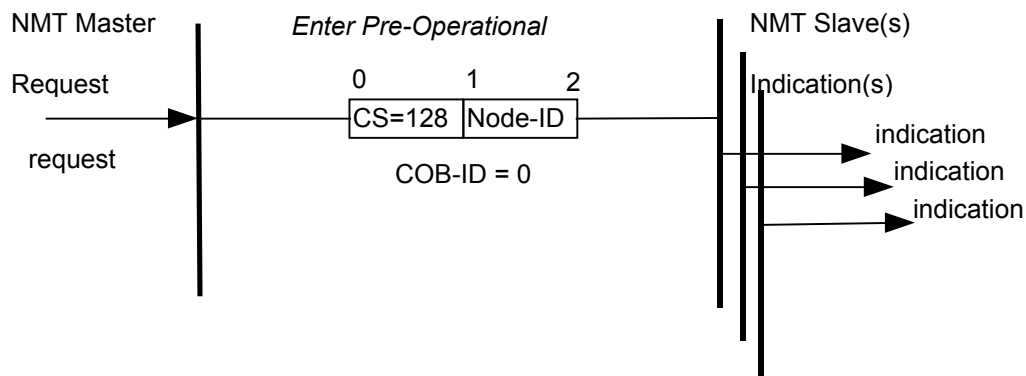 NMT Master Enter Pre-Operational NMT Slave(s)
Request 0 1 2 Indication(s)
CS=128 Node-ID
request COB-ID = 0 indication
indication
indication